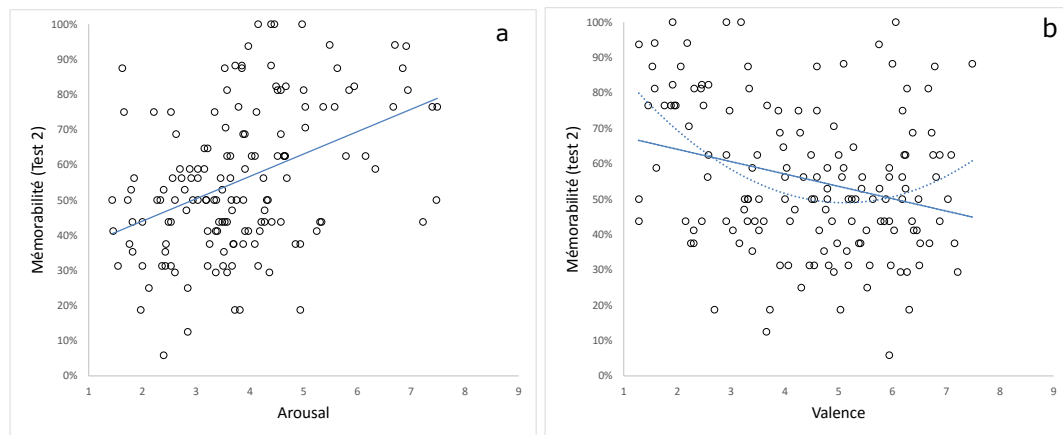 a
100%
90%
80%
70%
60%
50%
40%
30%
20%
10%
0%
Mémorabilité (Test 2)
1 2 3 4 5 6 7 8 9
Arousal
b
100%
90%
80%
70%
60%
50%
40%
30%
20%
10%
0%
Mémorabilité (test 2)
1 2 3 4 5 6 7 8 9
Valence